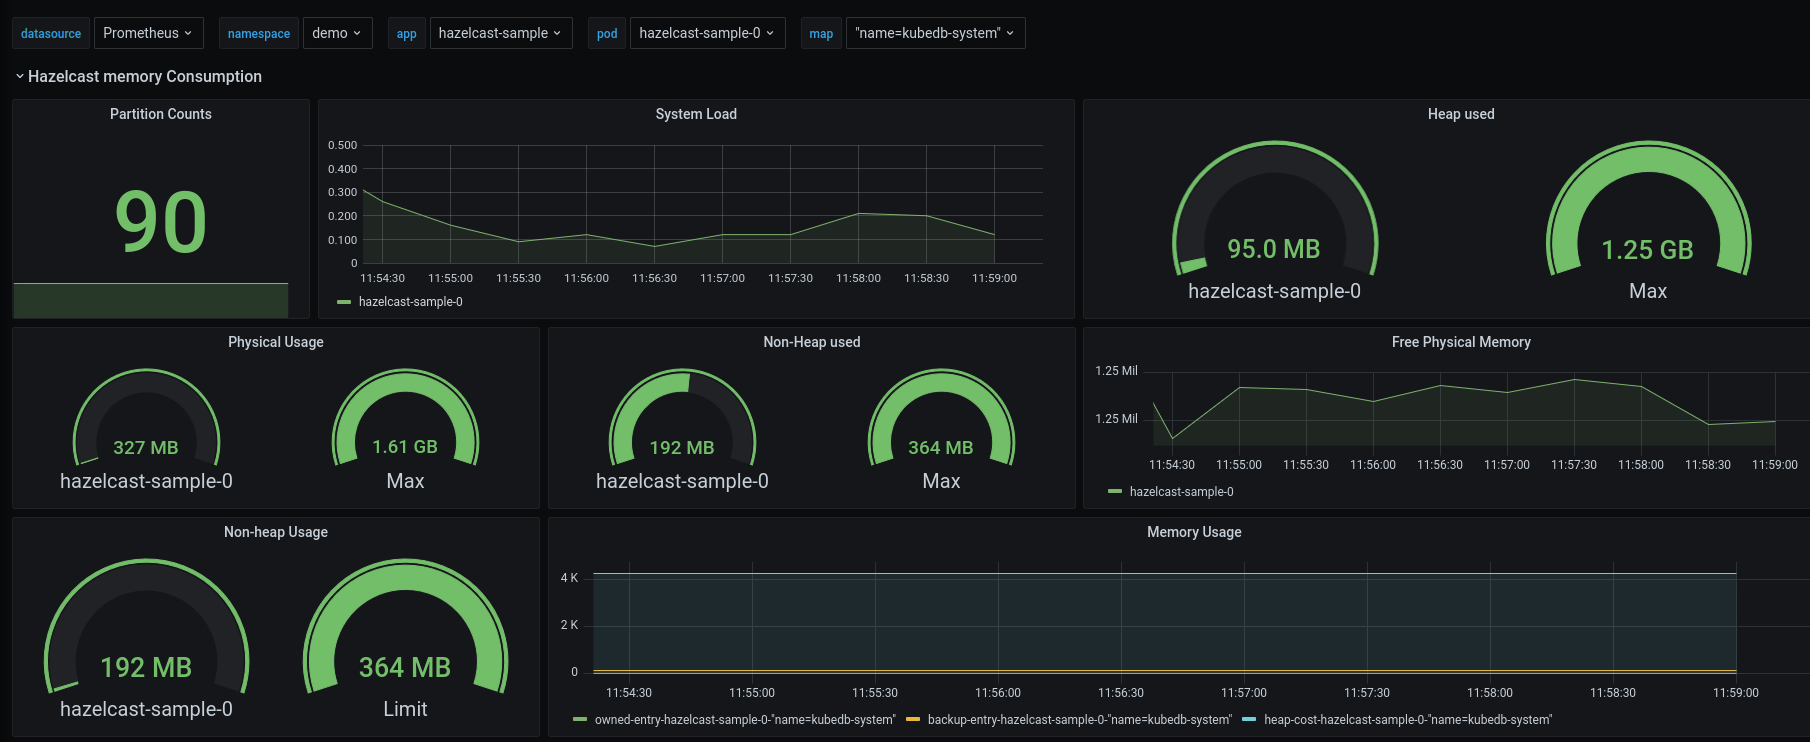 datasource Prometheus namespace demo app hazelcast-sample pod hazelcast-sample-0 map "name=kubedb-system"
Hazelcast memory Consumption
Partition Counts
90
System Load
0.500
0.400
0.300
0.200
0.100
0
11:54:30 11:55:00 11:55:30 11:56:00 11:56:30 11:57:00 11:57:30 11:58:00 11:58:30 11:59:00
hazelcast-sample-0
Heap used
95.0 MB 1.25 GB
hazelcast-sample-0 Max
Physical Usage
327 MB 1.61 GB
hazelcast-sample-0 Max
Non-Heap used
192 MB 364 MB
hazelcast-sample-0 Max
Free Physical Memory
1.25 Mil
1.25 Mil
11:54:30 11:55:00 11:55:30 11:56:00 11:56:30 11:57:00 11:57:30 11:58:00 11:58:30 11:59:00
hazelcast-sample-0
Non-heap Usage
192 MB 364 MB
hazelcast-sample-0 Limit
Memory Usage
4 K
2 K
0
11:54:30 11:55:00 11:55:30 11:56:00 11:56:30 11:57:00 11:57:30 11:58:00 11:58:30 11:59:00
owned-entry-hazelcast-sample-0-"name=kubedb-system" backup-entry-hazelcast-sample-0-"name=kubedb-system" heap-cost-hazelcast-sample-0-"name=kubedb-system"